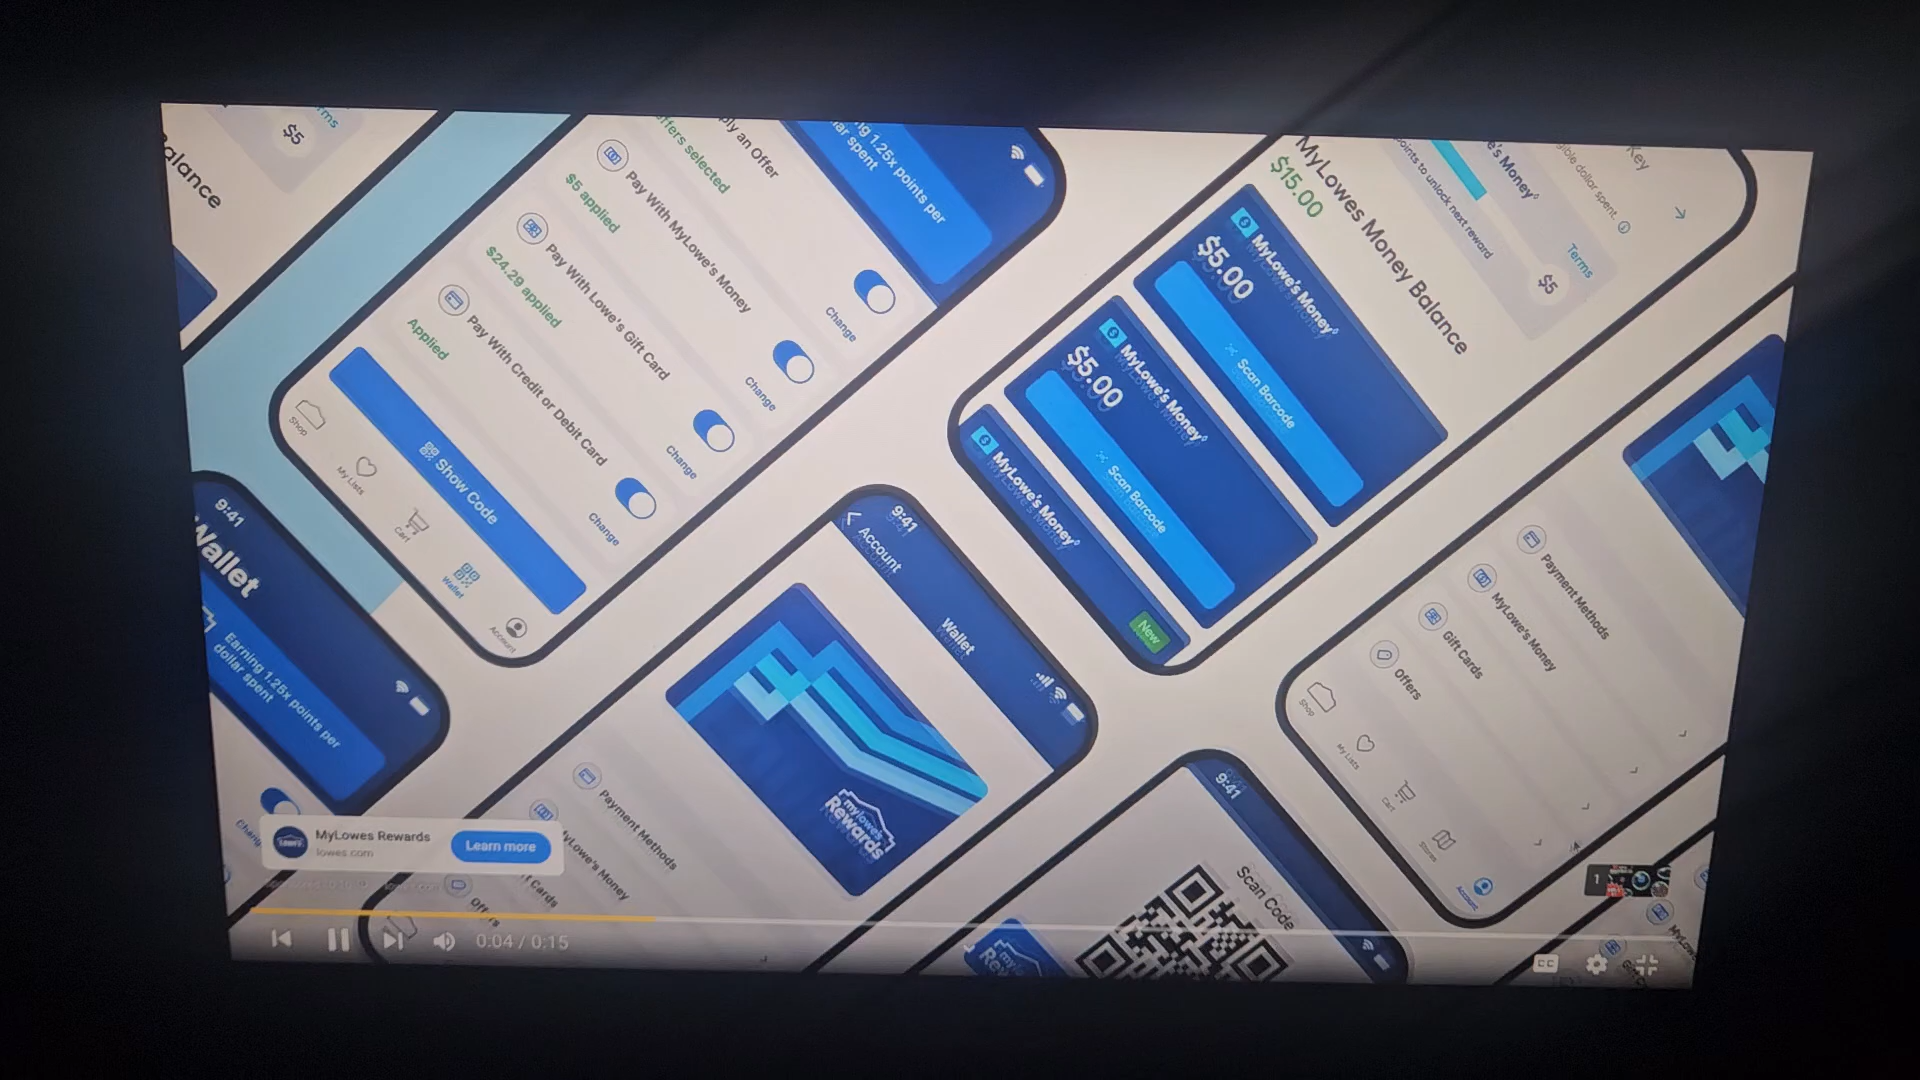 $5
rms
alance
ply an Offer
offers selected
Pay With MyLowe's Money
$5 applied
Change
Pay With Lowe's Gift Card
$24.29 applied
Change
Pay With Credit or Debit Card
Applied
Change
Change
Show Code
Shop
My Lists
Cart
Wallet
Account
ng 1.25x points per
lar spent
MyLowes Money Balance
$15.00
MyLowe's Money
$5.00
Scan Barcode
MyLowe's Money
$5.00
Scan Barcode
MyLowe's Money
New
e's Money
points to unlock next reward
gible dollar spent.
Key
Terms
$5
9:41
Wallet
Earning 1.25x points per
dollar spent
Chang
9:41
Account
Wallet
mylowe's
Rewards
Payment Methods
MyLowe's Money
Gift Cards
Offers
Payment Methods
MyLowe's Money
Gift Cards
Offers
Shop
My Lists
Cart
Stores
Account
9:41
Scan Code
MyLowes Rewards
lowes.com
Learn more
0:04 / 0:15
CC
1